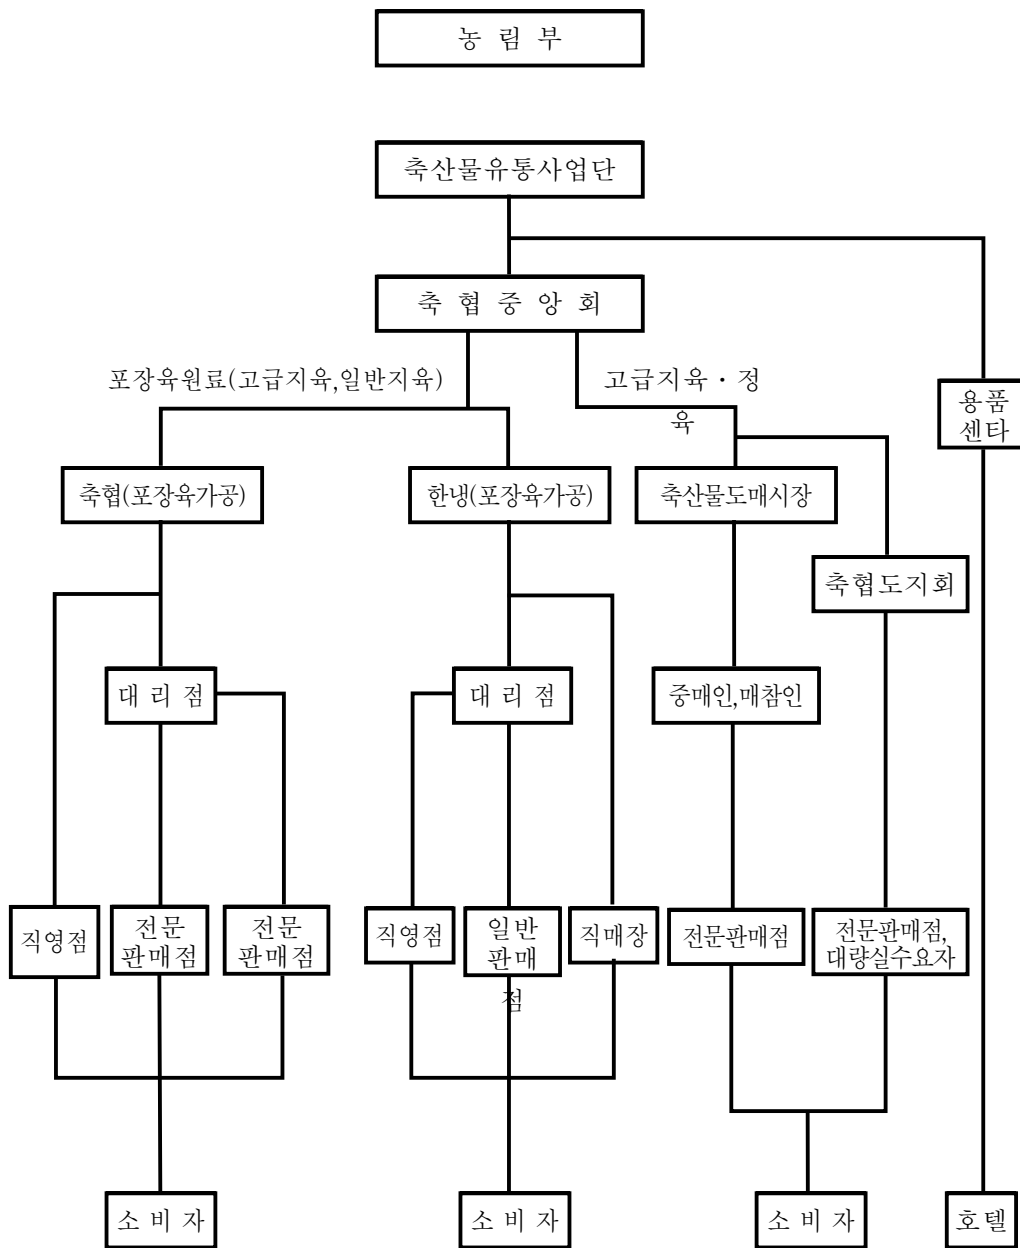 농 림 부
축산물유통사업단
축 협 중 앙 회
포장육원료(고급지육,일반지육)
고급지육・정
육
용품
센타
축협(포장육가공)
한냉(포장육가공)
축산물도매시장
축협도지회
대 리 점
대 리 점
중매인,매참인
직영점
전문
판매점
전문
판매점
직영점
일반
판매
점
직매장
전문판매점
전문판매점,
대량실수요자
소 비 자
소 비 자
소 비 자
호텔